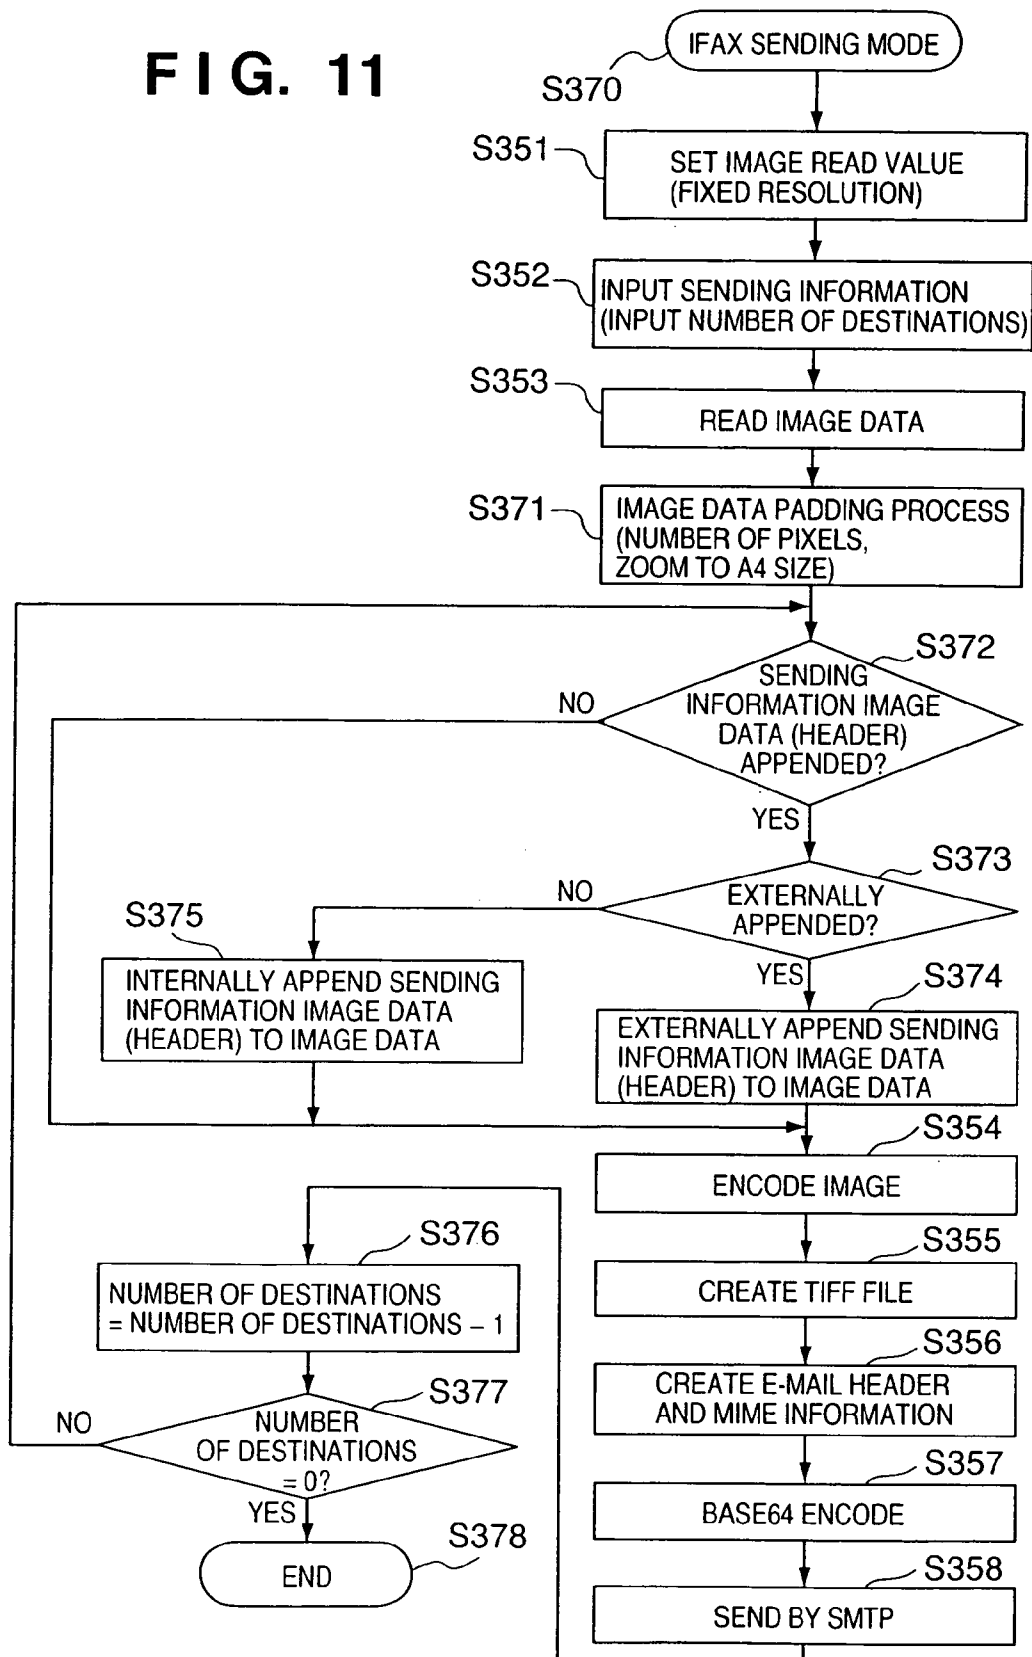 FIG. 11
IFAX SENDING MODE
S370
S351
SET IMAGE READ VALUE
(FIXED RESOLUTION)
S352
INPUT SENDING INFORMATION
(INPUT NUMBER OF DESTINATIONS)
S353
READ IMAGE DATA
S371
IMAGE DATA PADDING PROCESS
(NUMBER OF PIXELS,
ZOOM TO A4 SIZE)
S372
SENDING
INFORMATION IMAGE
DATA (HEADER)
APPENDED?
NO
YES
S373
EXTERNALLY
APPENDED?
NO
YES
S375
INTERNALLY APPEND SENDING
INFORMATION IMAGE DATA
(HEADER) TO IMAGE DATA
S374
EXTERNALLY APPEND SENDING
INFORMATION IMAGE DATA
(HEADER) TO IMAGE DATA
S354
ENCODE IMAGE
S355
CREATE TIFF FILE
S356
CREATE E-MAIL HEADER
AND MIME INFORMATION
S357
BASE64 ENCODE
S358
SEND BY SMTP
S376
NUMBER OF DESTINATIONS
= NUMBER OF DESTINATIONS – 1
S377
NUMBER
OF DESTINATIONS
= 0?
NO
YES
S378
END